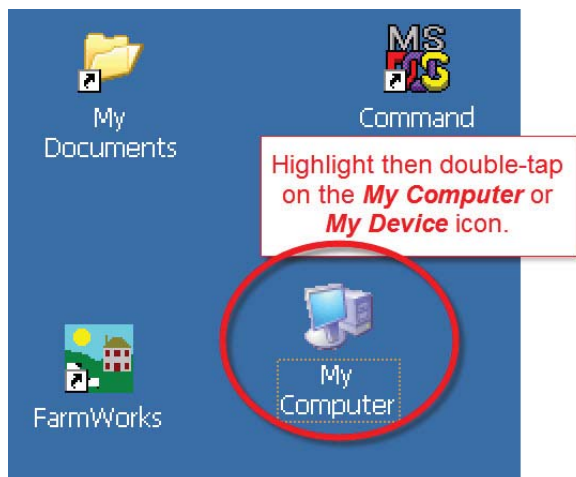 MS
DOS
My
Documents
Command
Highlight then double-tap
on the My Computer or
My Device icon.
FarmWorks
My
Computer